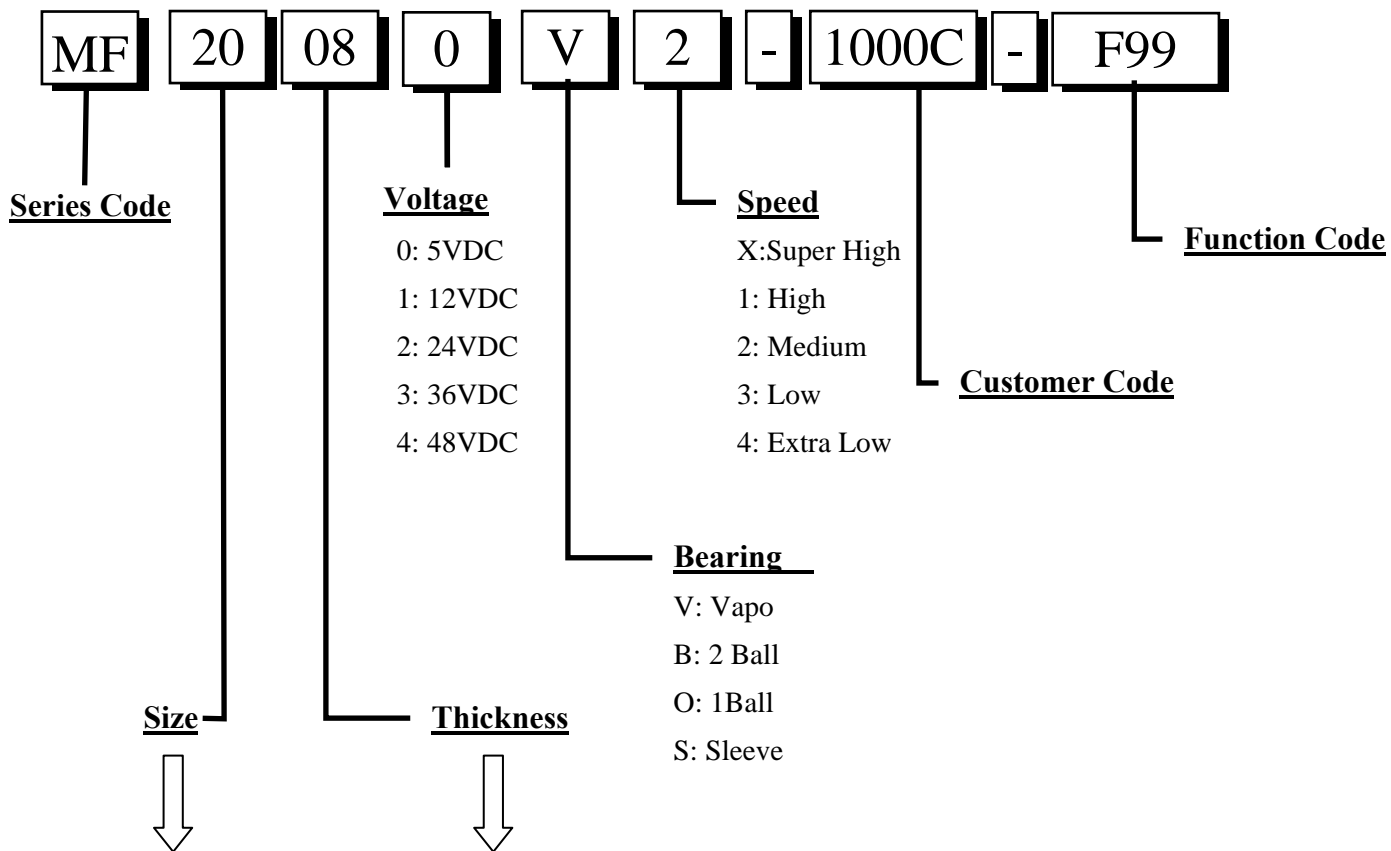 MF 20 08 0 V 2 - 1000C - F99
Series Code
Voltage
0: 5VDC
1: 12VDC
2: 24VDC
3: 36VDC
4: 48VDC
Speed
X:Super High
1: High
2: Medium
3: Low
4: Extra Low
Function Code
Customer Code
Bearing
V: Vapo
B: 2 Ball
O: 1Ball
S: Sleeve
Size
Thickness